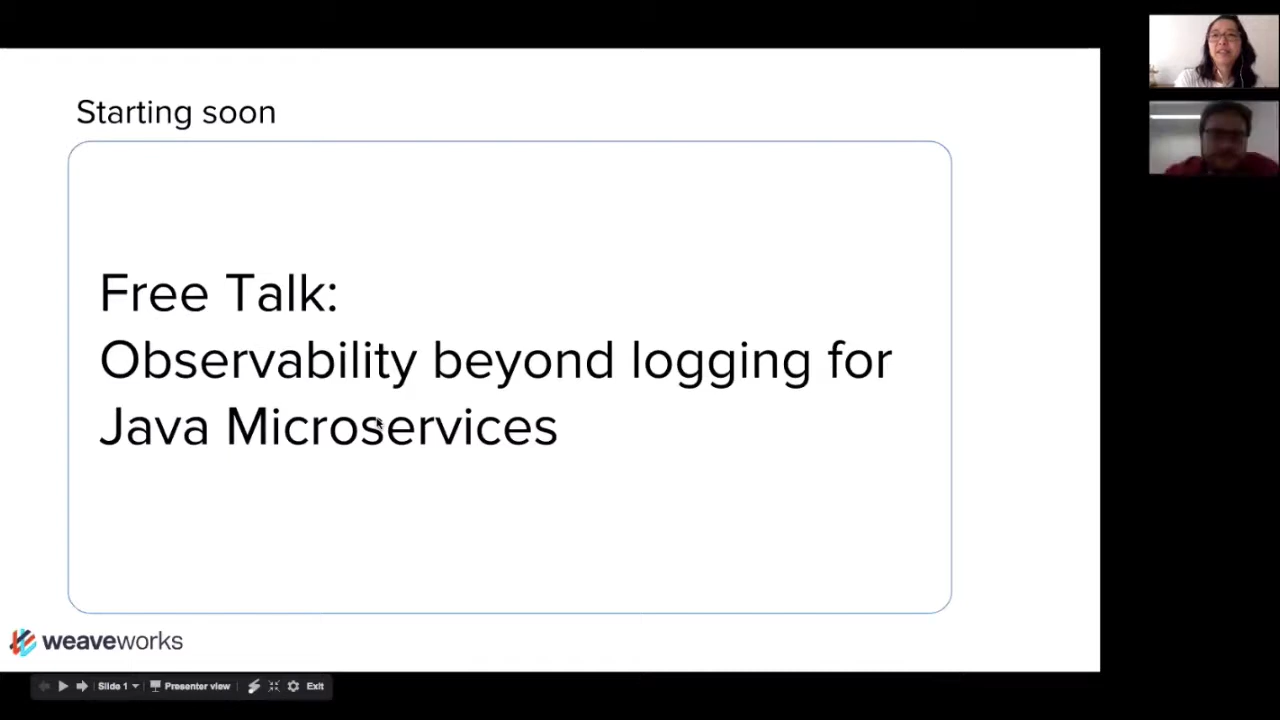 Starting soon
Free Talk:
Observability beyond logging for
Java Microservices
weaveworks
Slide 1
Presenter view
Exit